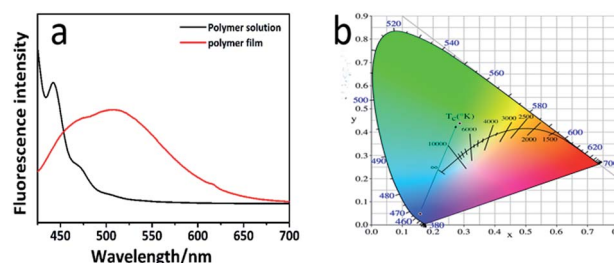 a
Polymer solution
polymer film
Fluorescence intensity
450 500 550 600 650 700
Wavelength/nm
b
0.9
0.8
0.7
0.6
0.5
0.4
0.3
0.2
0.1
0.0
y
0.0 0.1 0.2 0.3 0.4 0.5 0.6 0.7
x
520
540
560
580
600
620
500
490
480
470
460
380
Tc(°K)
10000
6000
4000
3000
2500
2000
1500
∞